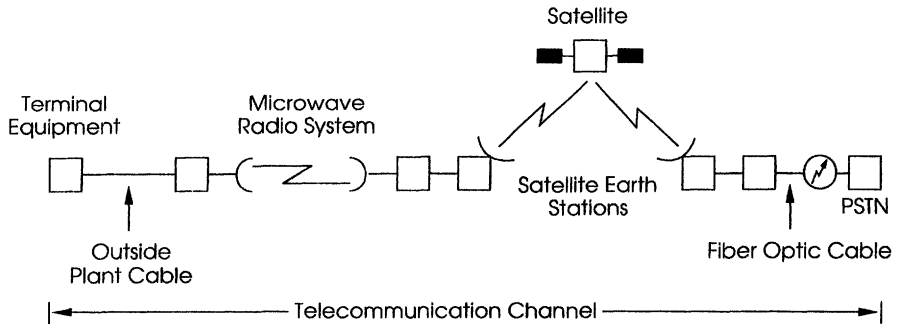 Satellite
Terminal
Equipment
Microwave
Radio System
Satellite Earth
Stations
PSTN
Outside
Plant Cable
Fiber Optic Cable
Telecommunication Channel